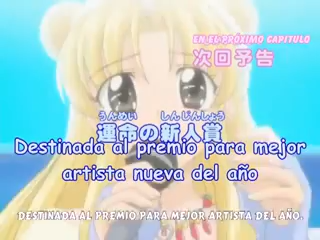 EN EL PRÓXIMO CAPITULO
次回予告
うんめい しんじんしょう
運命の新人賞
Destinada al premio para mejor
artista nueva del año
DESTINADA AL PREMIO PARA MEJOR ARTISTA DEL AÑO.